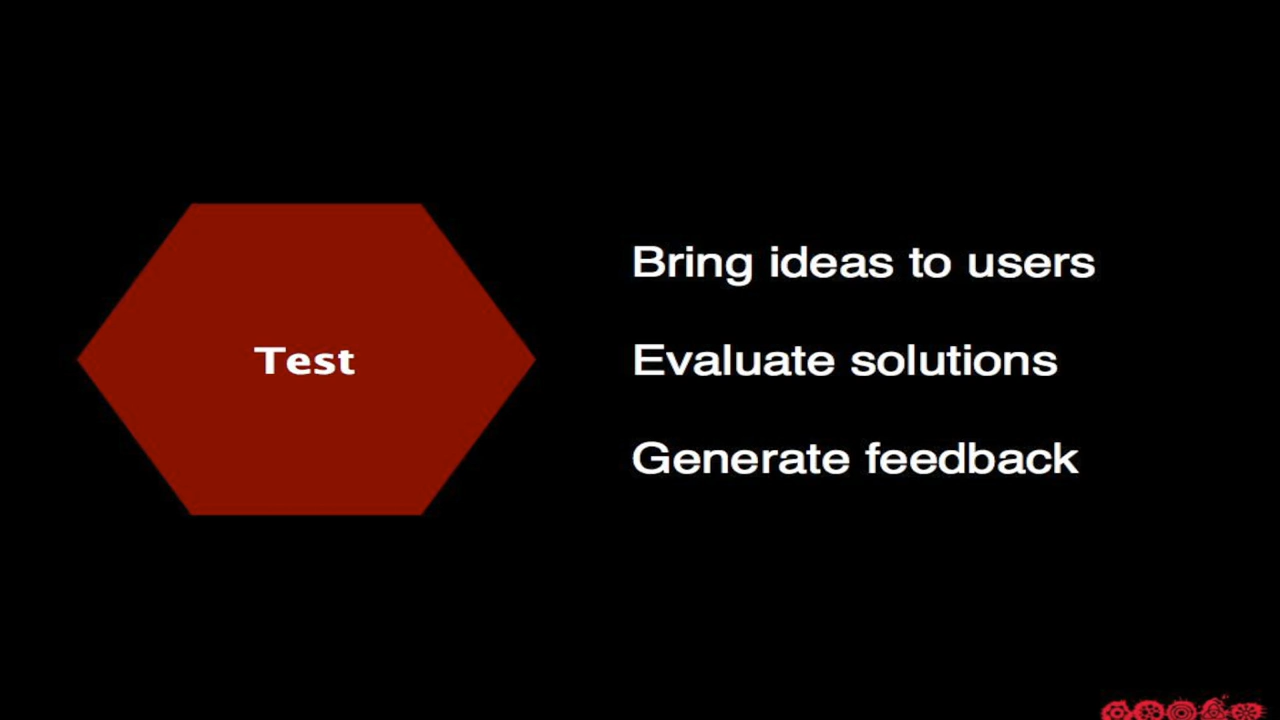 Test
Bring ideas to users
Evaluate solutions
Generate feedback